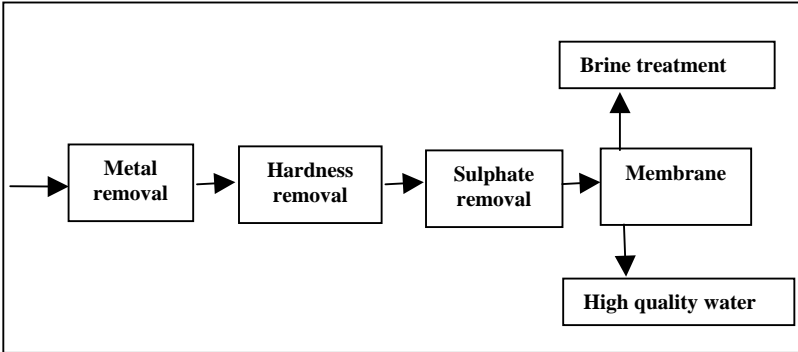 Brine treatment
Metal
removal
Hardness
removal
Sulphate
removal
Membrane
High quality water